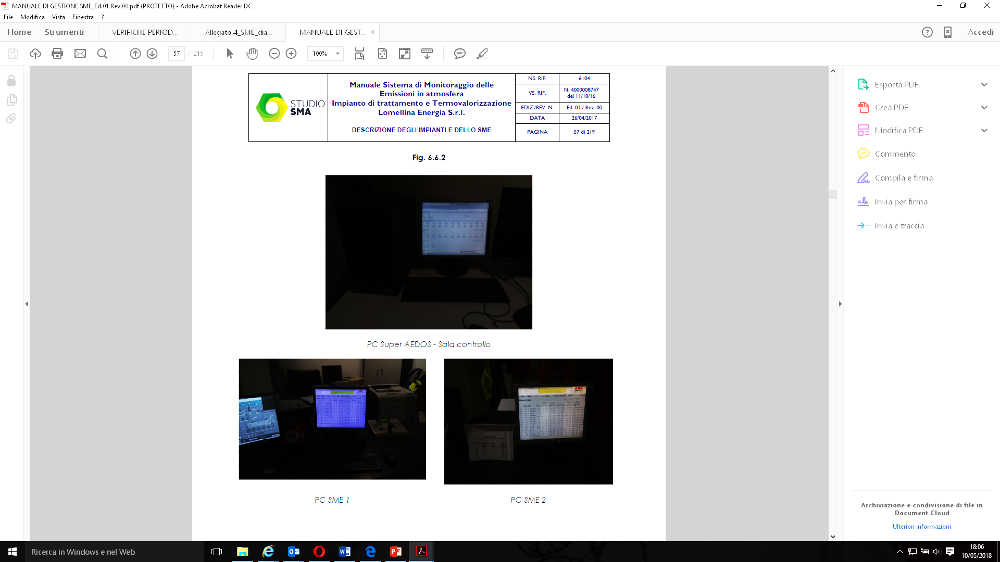 MANUALE DI GESTIONE SME_Ed.01 Rev.00.pdf (PROTETTO) - Adobe Acrobat Reader DC
File Modifica Vista Finestra ?
Home Strumenti VERIFICHE PERIOD... Allegato 4_SME_dia... MANUALE DI GEST... × Accedi
57 / 219 100%
STUDIO
SMA
Manuale Sistema di Monitoraggio delle
Emissioni in atmosfera
Impianto di trattamento e Termovalorizzazione
Lomellina Energia S.r.l.
DESCRIZIONE DEGLI IMPIANTI E DELLO SME
NS. RIF. 6104
VS. RIF. N. 4000008747
del 11/10/16
EDIZ./REV. N. Ed. 01 / Rev. 00
DATA 26/04/2017
PAGINA 57 di 219
Fig. 6.6.2
PC Super AEDOS - Sala controllo
ABB
ABB
PC SME 1
PC SME 2
Esporta PDF
Crea PDF
Modifica PDF
Commento
Compila e firma
Invia per firma
Invia e traccia
Archiviazione e condivisione di file in
Document Cloud
Ulteriori informazioni
Ricerca in Windows e nel Web
18:06
10/05/2018